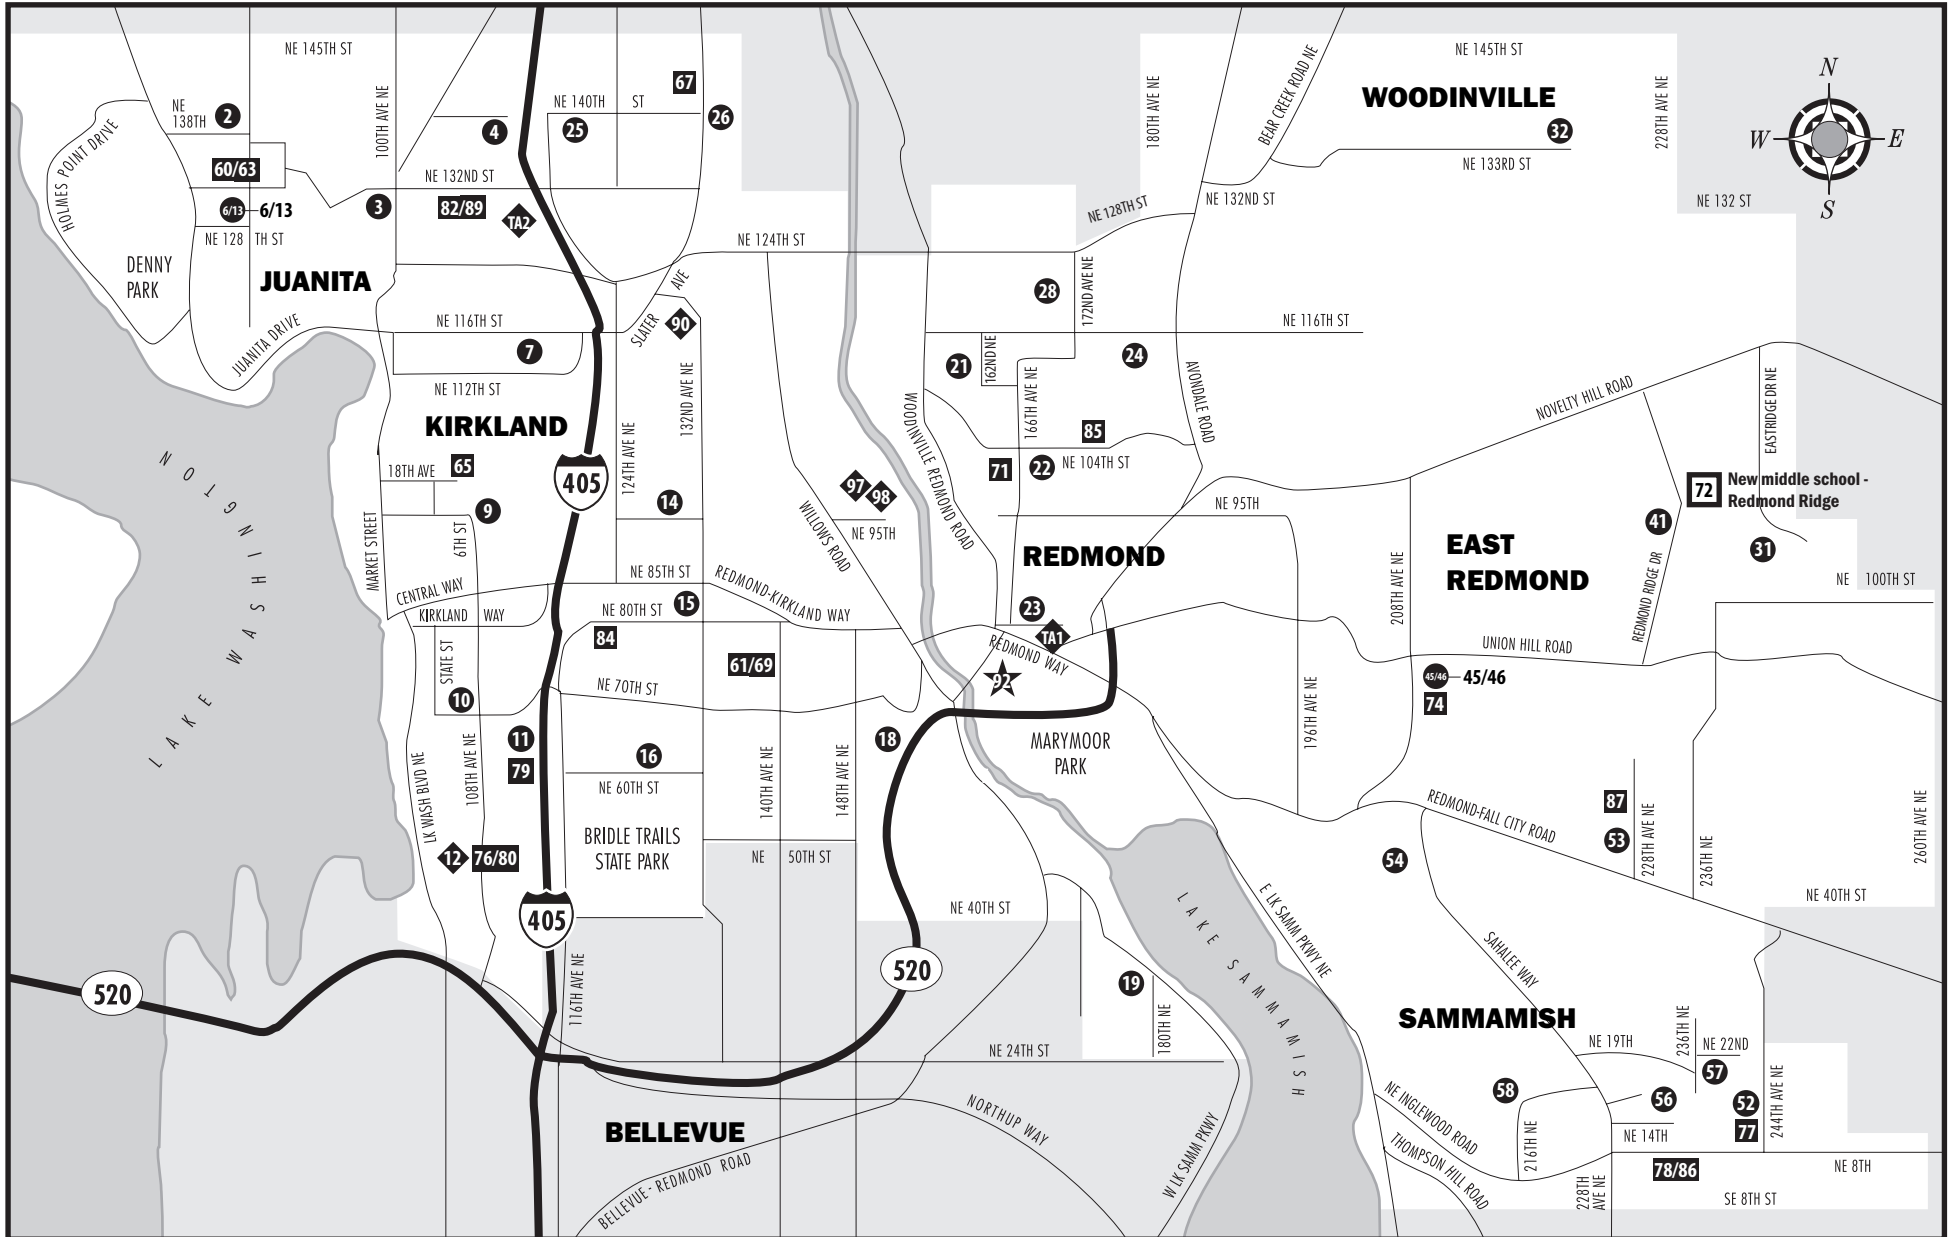 NE 145TH ST
NE 145TH ST
N
W
E
S
WOODINVILLE
NE
138TH
2
100TH AVE NE
4
NE 140TH ST
25
67
26
180TH AVE NE
BEAR CREEK ROAD NE
32
NE 133RD ST
228TH AVE NE
HOLMES POINT DRIVE
60/63
6/13
6/13
NE 128 TH ST
3
NE 132ND ST
82/89
TA2
NE 128TH ST
NE 132ND ST
NE 132 ST
NE 124TH ST
DENNY
PARK
JUANITA
JUANITA DRIVE
NE 116TH ST
7
NE 112TH ST
SLATER AVE
90
28
172ND AVE NE
NE 116TH ST
21
162ND NE
24
KIRKLAND
124TH AVE NE
132ND AVE NE
WOODINVILLE REDMOND ROAD
166TH AVE NE
85
AVONDALE ROAD
NOVELTY HILL ROAD
EASTRIDGE DR NE
18TH AVE
65
405
71
22
NE 104TH ST
72
New middle school -
Redmond Ridge
9
MARKET STREET
6TH ST
14
WILLOWS ROAD
97
98
NE 95TH
NE 95TH
41
31
LAKE WASHINGTON
REDMOND
EAST
REDMOND
208TH AVE NE
REDMOND RIDGE DR
NE 100TH ST
CENTRAL WAY
KIRKLAND WAY
NE 85TH ST
REDMOND-KIRKLAND WAY
NE 80TH ST
15
84
61/69
23
TA1
REDMOND WAY
92
UNION HILL ROAD
45/46
45/46
74
STATE ST
10
NE 70TH ST
11
79
16
NE 60TH ST
18
MARYMOOR
PARK
196TH AVE NE
LK WASH BLVD NE
108TH AVE NE
140TH AVE NE
148TH AVE NE
BRIDLE TRAILS
STATE PARK
12
76/80
NE 50TH ST
REDMOND-FALL CITY ROAD
87
53
228TH AVE NE
236TH NE
260TH AVE NE
54
405
NE 40TH ST
NE 40TH ST
LAKE SAMMAMISH
E LK SAMM PKWY NE
SAHALEE WAY
520
520
116TH AVE NE
19
180TH NE
SAMMAMISH
NE 24TH ST
NE 19TH
236TH NE
NE 22ND
57
58
56
52
77
244TH AVE NE
NE INGLEWOOD ROAD
THOMPSON HILL ROAD
216TH NE
NE 14TH
NORTHUP WAY
W LK SAMM PKWY
BELLEVUE
BELLEVUE - REDMOND ROAD
78/86
NE 8TH
228TH
AVE NE
SE 8TH ST